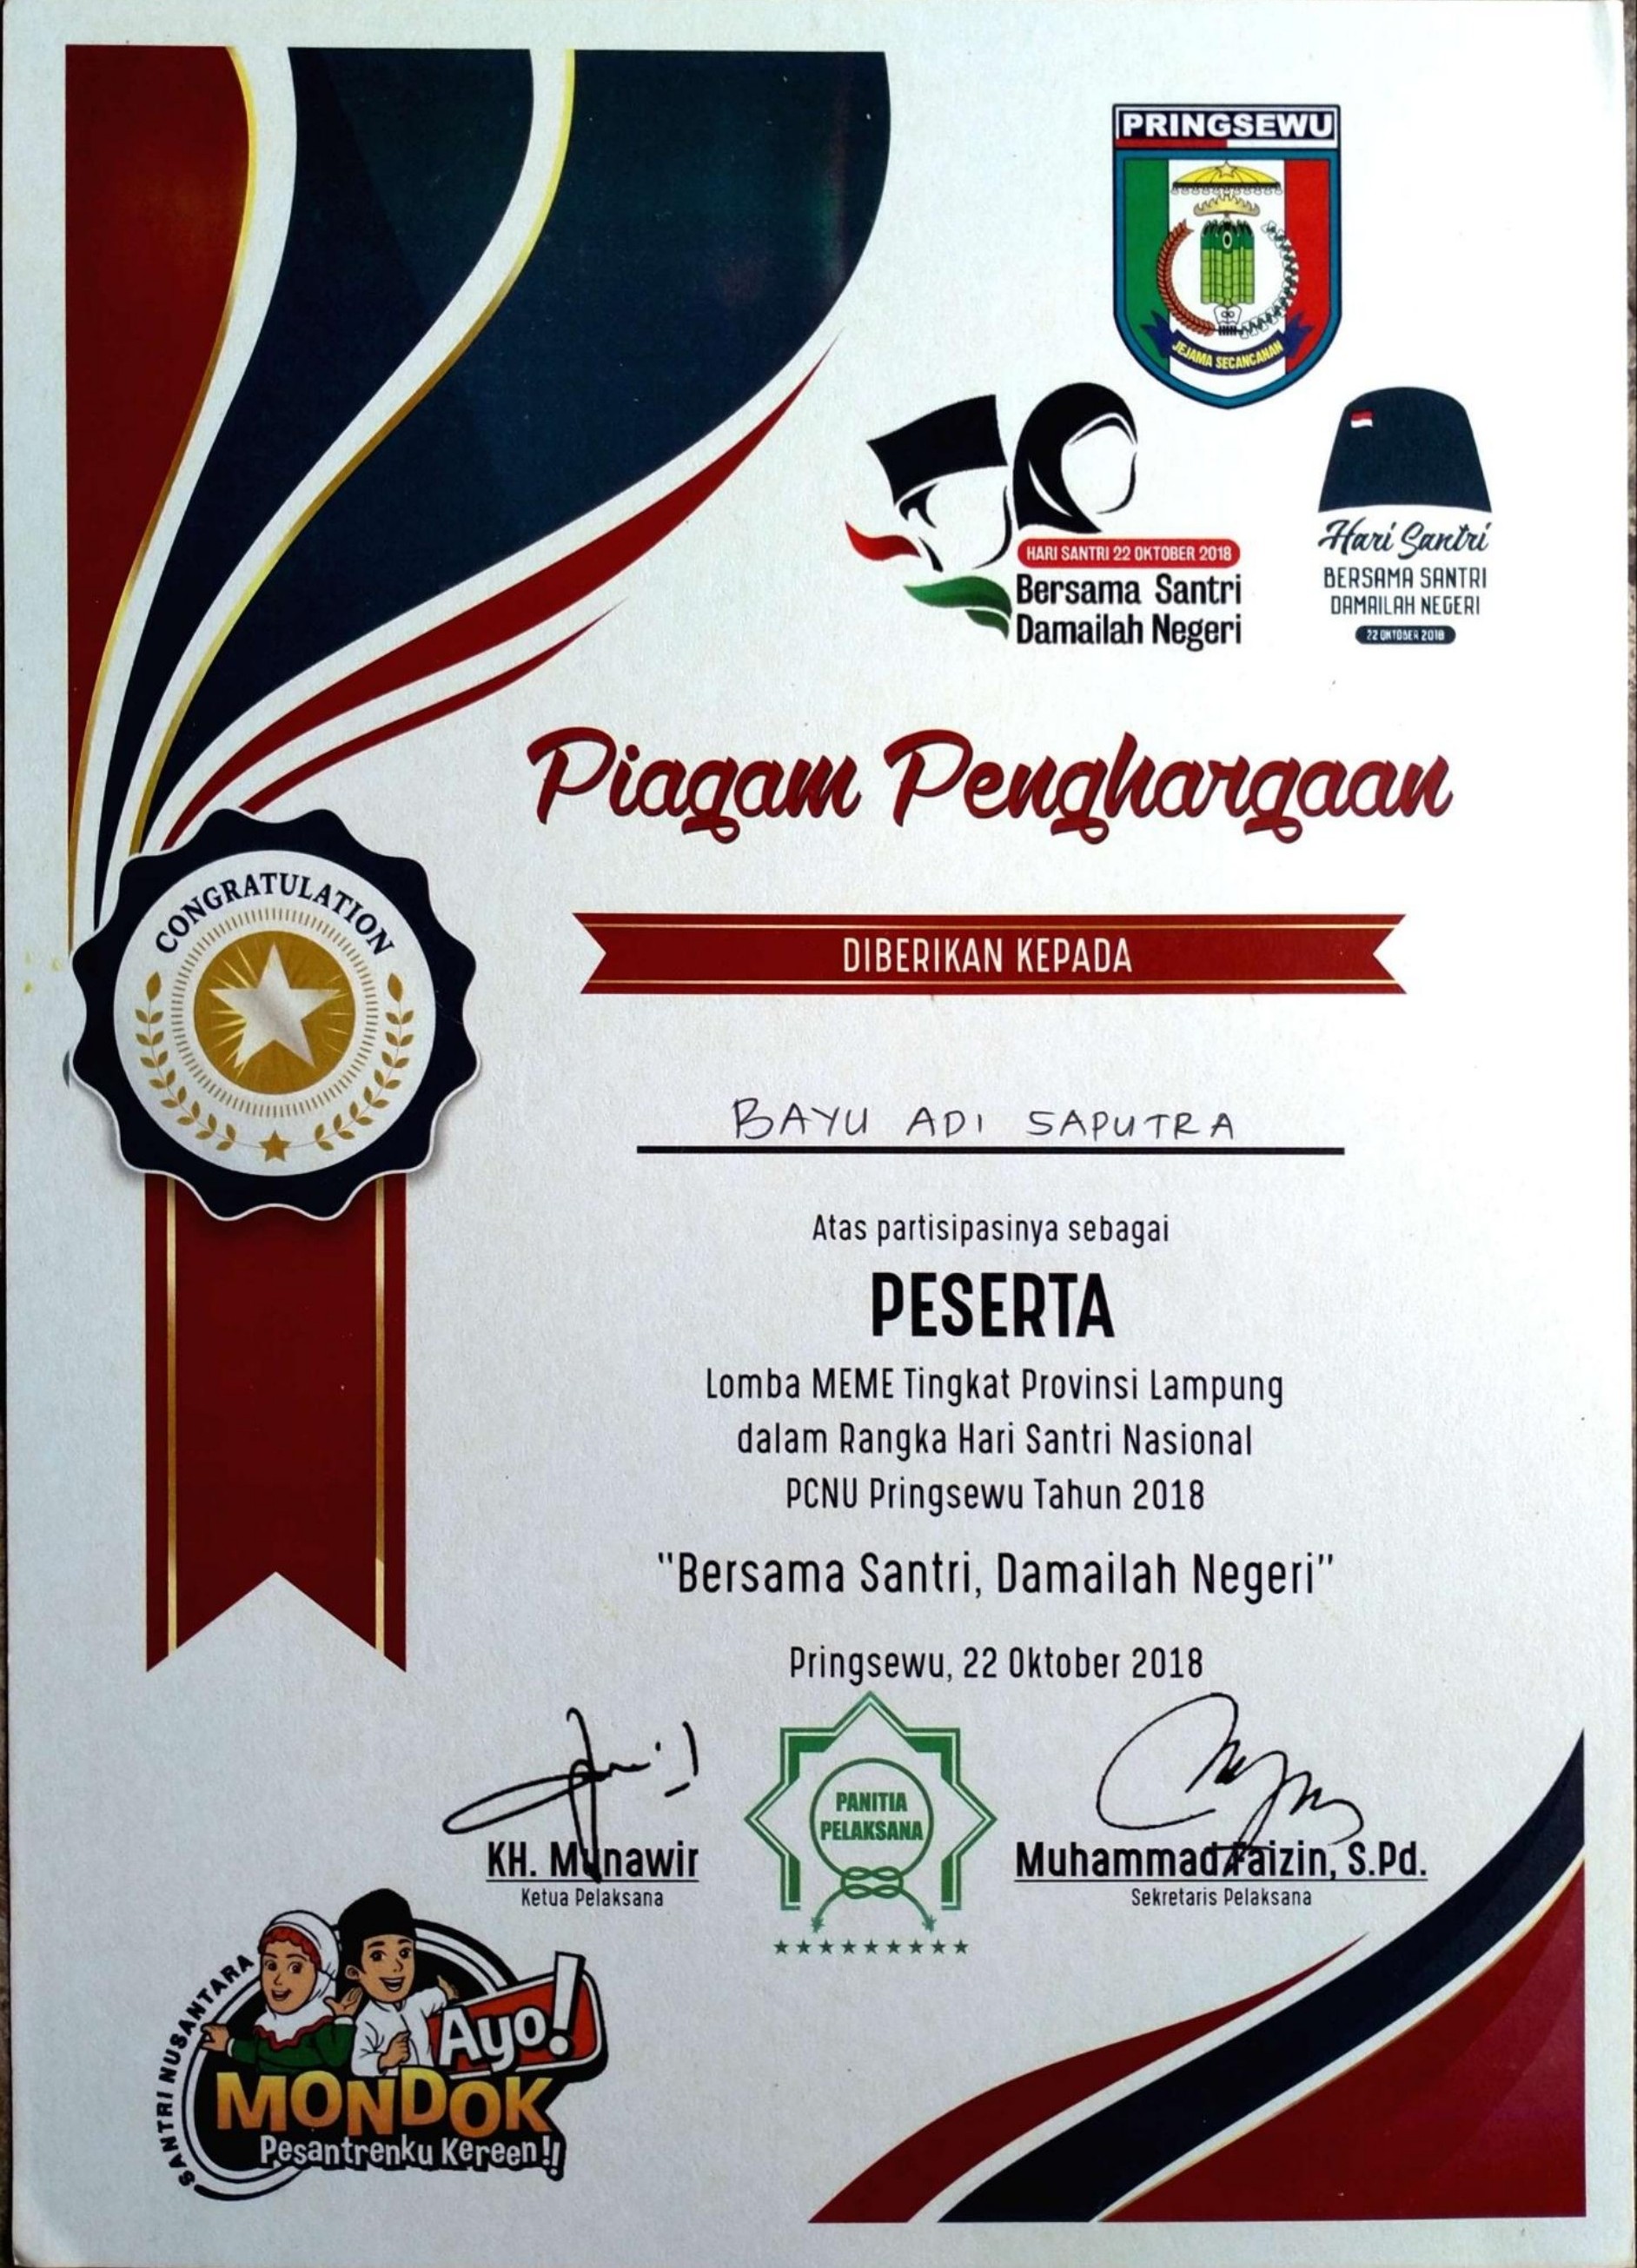 PRINGSEWU
JEJAMA SECANCANAN
HARI SANTRI 22 OKTOBER 2018
Bersama Santri
Damailah Negeri
Hari Santri
BERSAMA SANTRI
DAMAILAH NEGERI
22 OKTOBER 2018
Piagam Penghargaan
CONGRATULATION
DIBERIKAN KEPADA
BAYU ADI SAPUTRA
Atas partisipasinya sebagai
PESERTA
Lomba MEME Tingkat Provinsi Lampung
dalam Rangka Hari Santri Nasional
PCNU Pringsewu Tahun 2018
"Bersama Santri, Damailah Negeri"
Pringsewu, 22 Oktober 2018
PANITIA
PELAKSANA
KH. Munawir
Ketua Pelaksana
Muhammad Faizin, S.Pd.
Sekretaris Pelaksana
SANTRI NUSANTARA
Ayo!
MONDOK
Pesantrenku Kereen!!